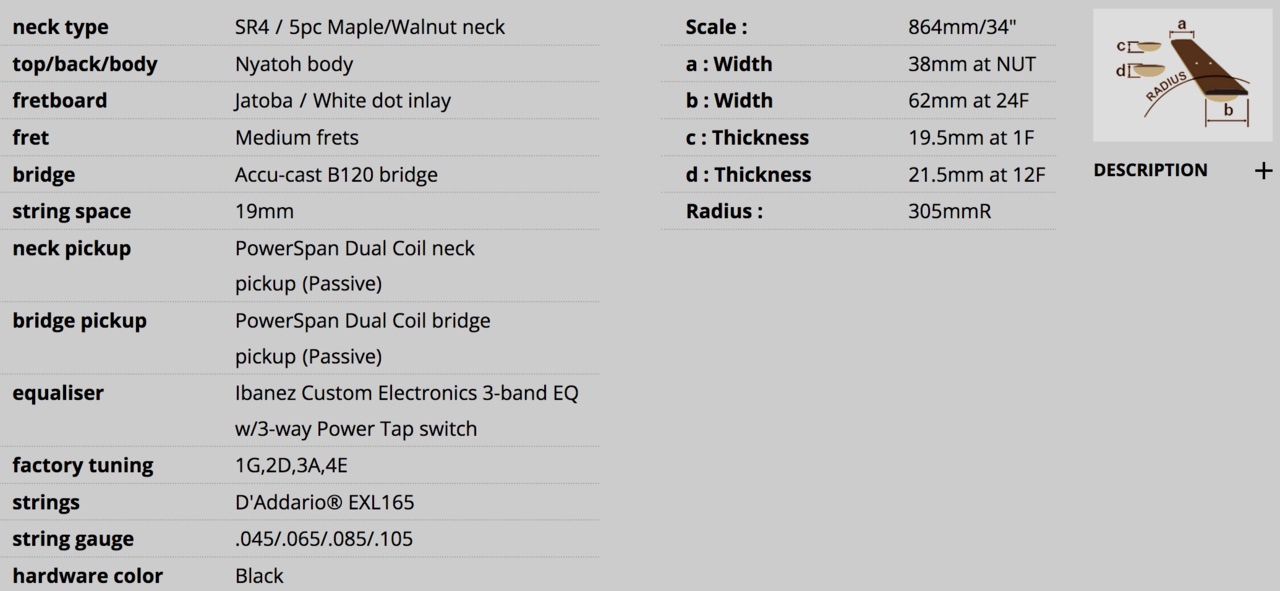 neck type SR4 / 5pc Maple/Walnut neck
top/back/body Nyatoh body
fretboard Jatoba / White dot inlay
fret Medium frets
bridge Accu-cast B120 bridge
string space 19mm
neck pickup PowerSpan Dual Coil neck
pickup (Passive)
bridge pickup PowerSpan Dual Coil bridge
pickup (Passive)
equaliser Ibanez Custom Electronics 3-band EQ
w/3-way Power Tap switch
factory tuning 1G,2D,3A,4E
strings D'Addario® EXL165
string gauge .045/.065/.085/.105
hardware color Black
Scale : 864mm/34"
a : Width 38mm at NUT
b : Width 62mm at 24F
c : Thickness 19.5mm at 1F
d : Thickness 21.5mm at 12F
Radius : 305mmR
a
c
d
RADIUS
b
DESCRIPTION +